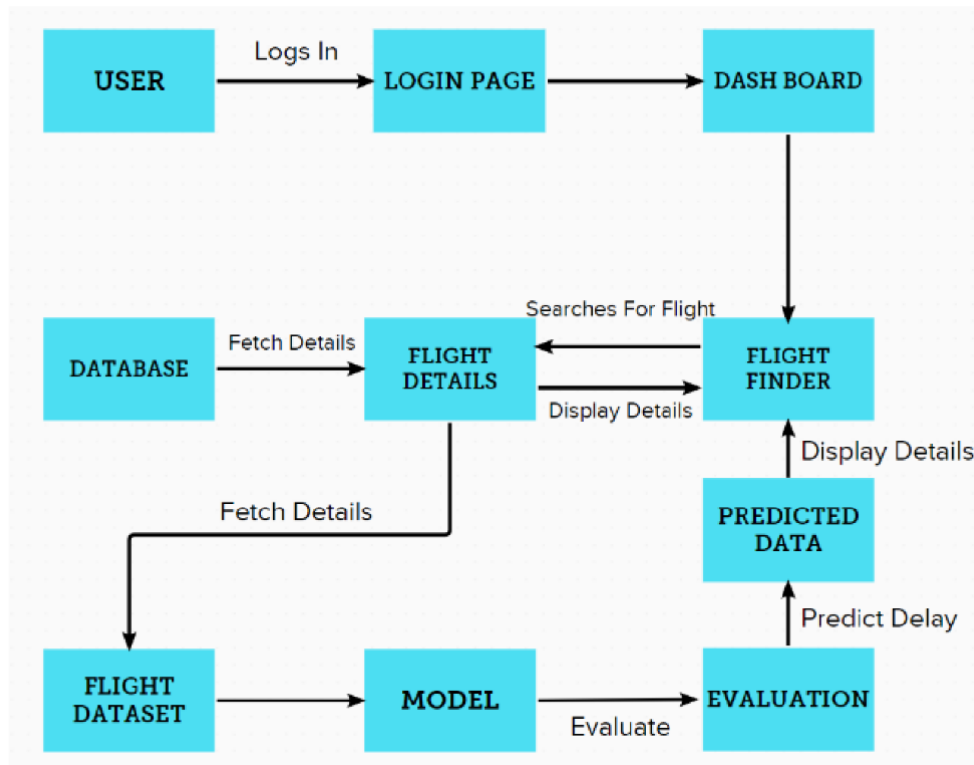 Logs In
USER
LOGIN PAGE
DASH BOARD
Searches For Flight
Fetch Details
DATABASE
FLIGHT
DETAILS
FLIGHT
FINDER
Display Details
Display Details
Fetch Details
PREDICTED
DATA
Predict Delay
FLIGHT
DATASET
MODEL
Evaluate
EVALUATION